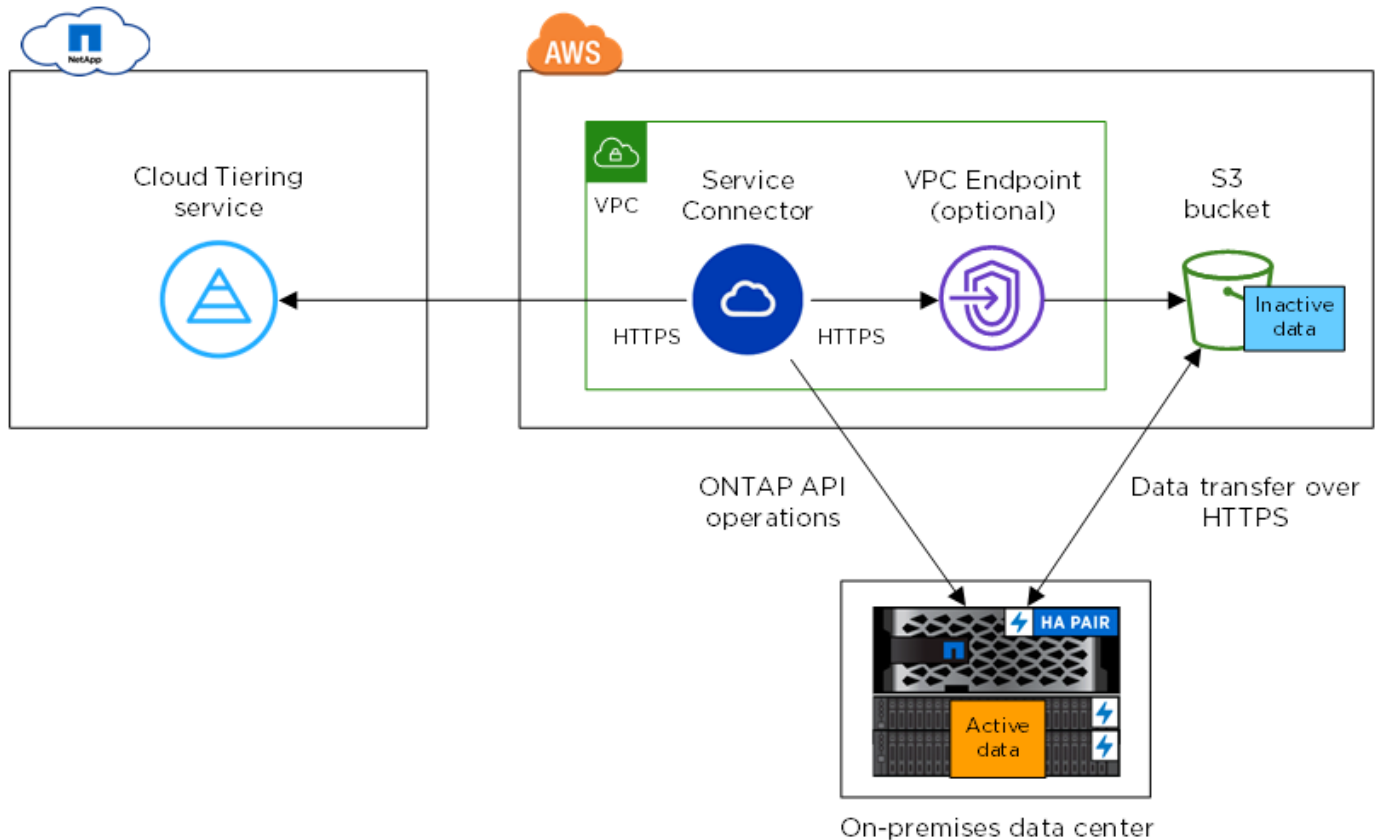 NetApp
AWS
Cloud Tiering
service
VPC
Service
Connector
VPC Endpoint
(optional)
S3
bucket
HTTPS
HTTPS
Inactive
data
ONTAP API
operations
Data transfer over
HTTPS
HA PAIR
Active
data
On-premises data center